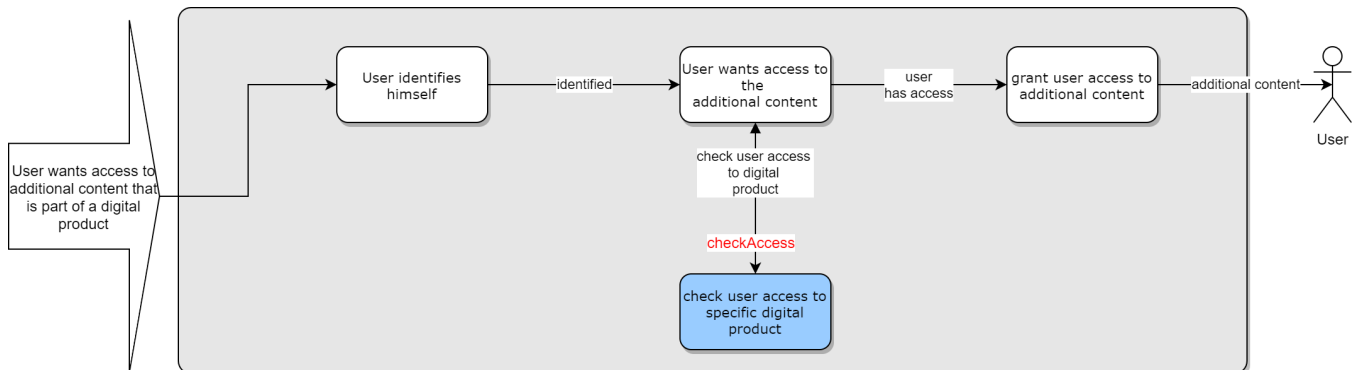 User wants access to
additional content that
is part of a digital
product
User identifies
himself
identified
User wants access to
the
additional content
user
has access
grant user access to
additional content
additional content
User
check user access
to digital
product
checkAccess
check user access to
specific digital
product